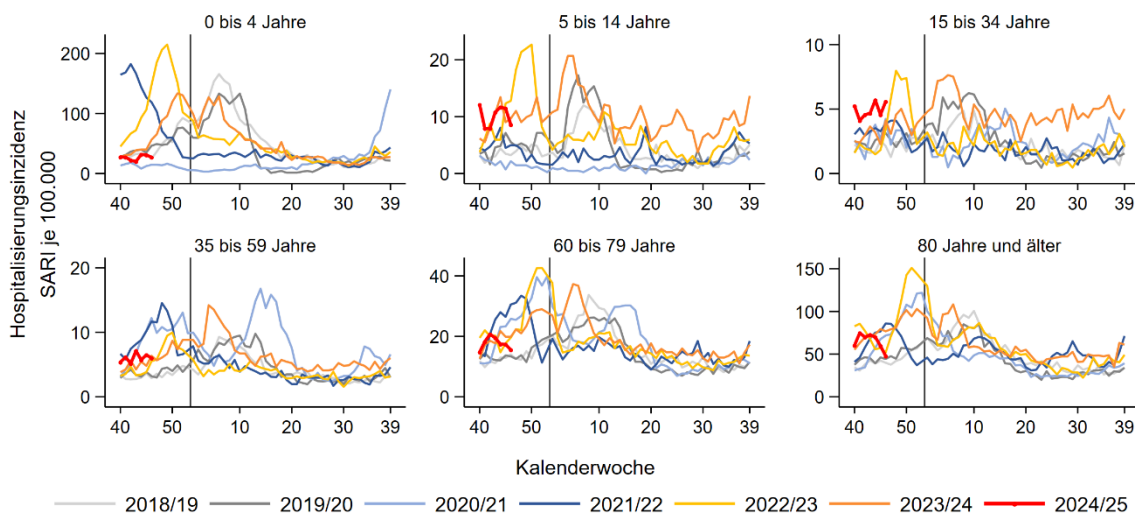 0 bis 4 Jahre
5 bis 14 Jahre
15 bis 34 Jahre
200
100
0
40 50 10 20 30 39
20
10
0
40 50 10 20 30 39
10
5
0
40 50 10 20 30 39
Hospitalisierungsinzidenz
SARI je 100.000
35 bis 59 Jahre
60 bis 79 Jahre
80 Jahre und älter
20
10
0
40 50 10 20 30 39
40
20
0
40 50 10 20 30 39
150
100
50
0
40 50 10 20 30 39
Kalenderwoche
2018/19 2019/20 2020/21 2021/22 2022/23 2023/24 2024/25